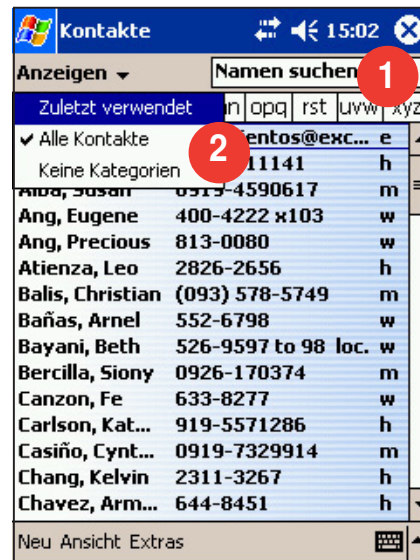 Kontakte 15:02
Anzeigen Namen suchen 1
Zuletzt verwendet opq rst uvw xyz
Alle Kontakte 2 ientos@exc... e
Keine Kategorien 11141 h
Alba, Susan 0919-4590617 m
Ang, Eugene 400-4222 x103 w
Ang, Precious 813-0080 w
Atienza, Leo 2826-2656 h
Balis, Christian (093) 578-5749 m
Bañas, Arnel 552-6798 w
Bayani, Beth 526-9597 to 98 loc. w
Bercilla, Siony 0926-170374 m
Canzon, Fe 633-8277 w
Carlson, Kat... 919-5571286 h
Casiño, Cynt... 0919-7329914 m
Chang, Kelvin 2311-3267 h
Chavez, Arm... 644-8451 h
Neu Ansicht Extras